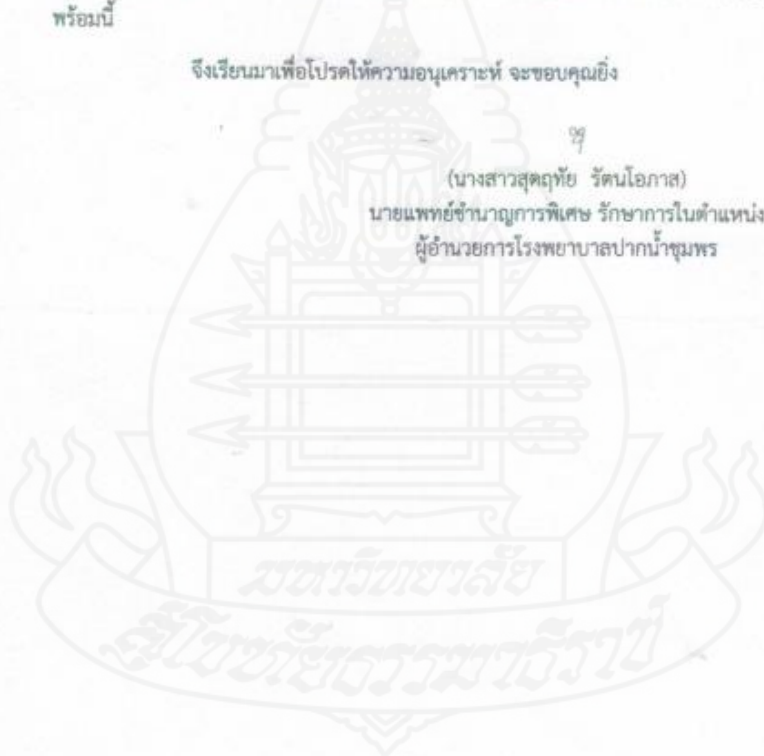 พร้อมนี้
จึงเรียนมาเพื่อโปรดให้ความอนุเคราะห์ จะขอบคุณยิ่ง
(นางสาวสุดฤทัย รัตนโอภาส)
นายแพทย์ชำนาญการพิเศษ รักษาการในตำแหน่ง
ผู้อำนวยการโรงพยาบาลปากน้ำชุมพร
มหาวิทยาลัย
สุโขทัยธรรมาธิราช